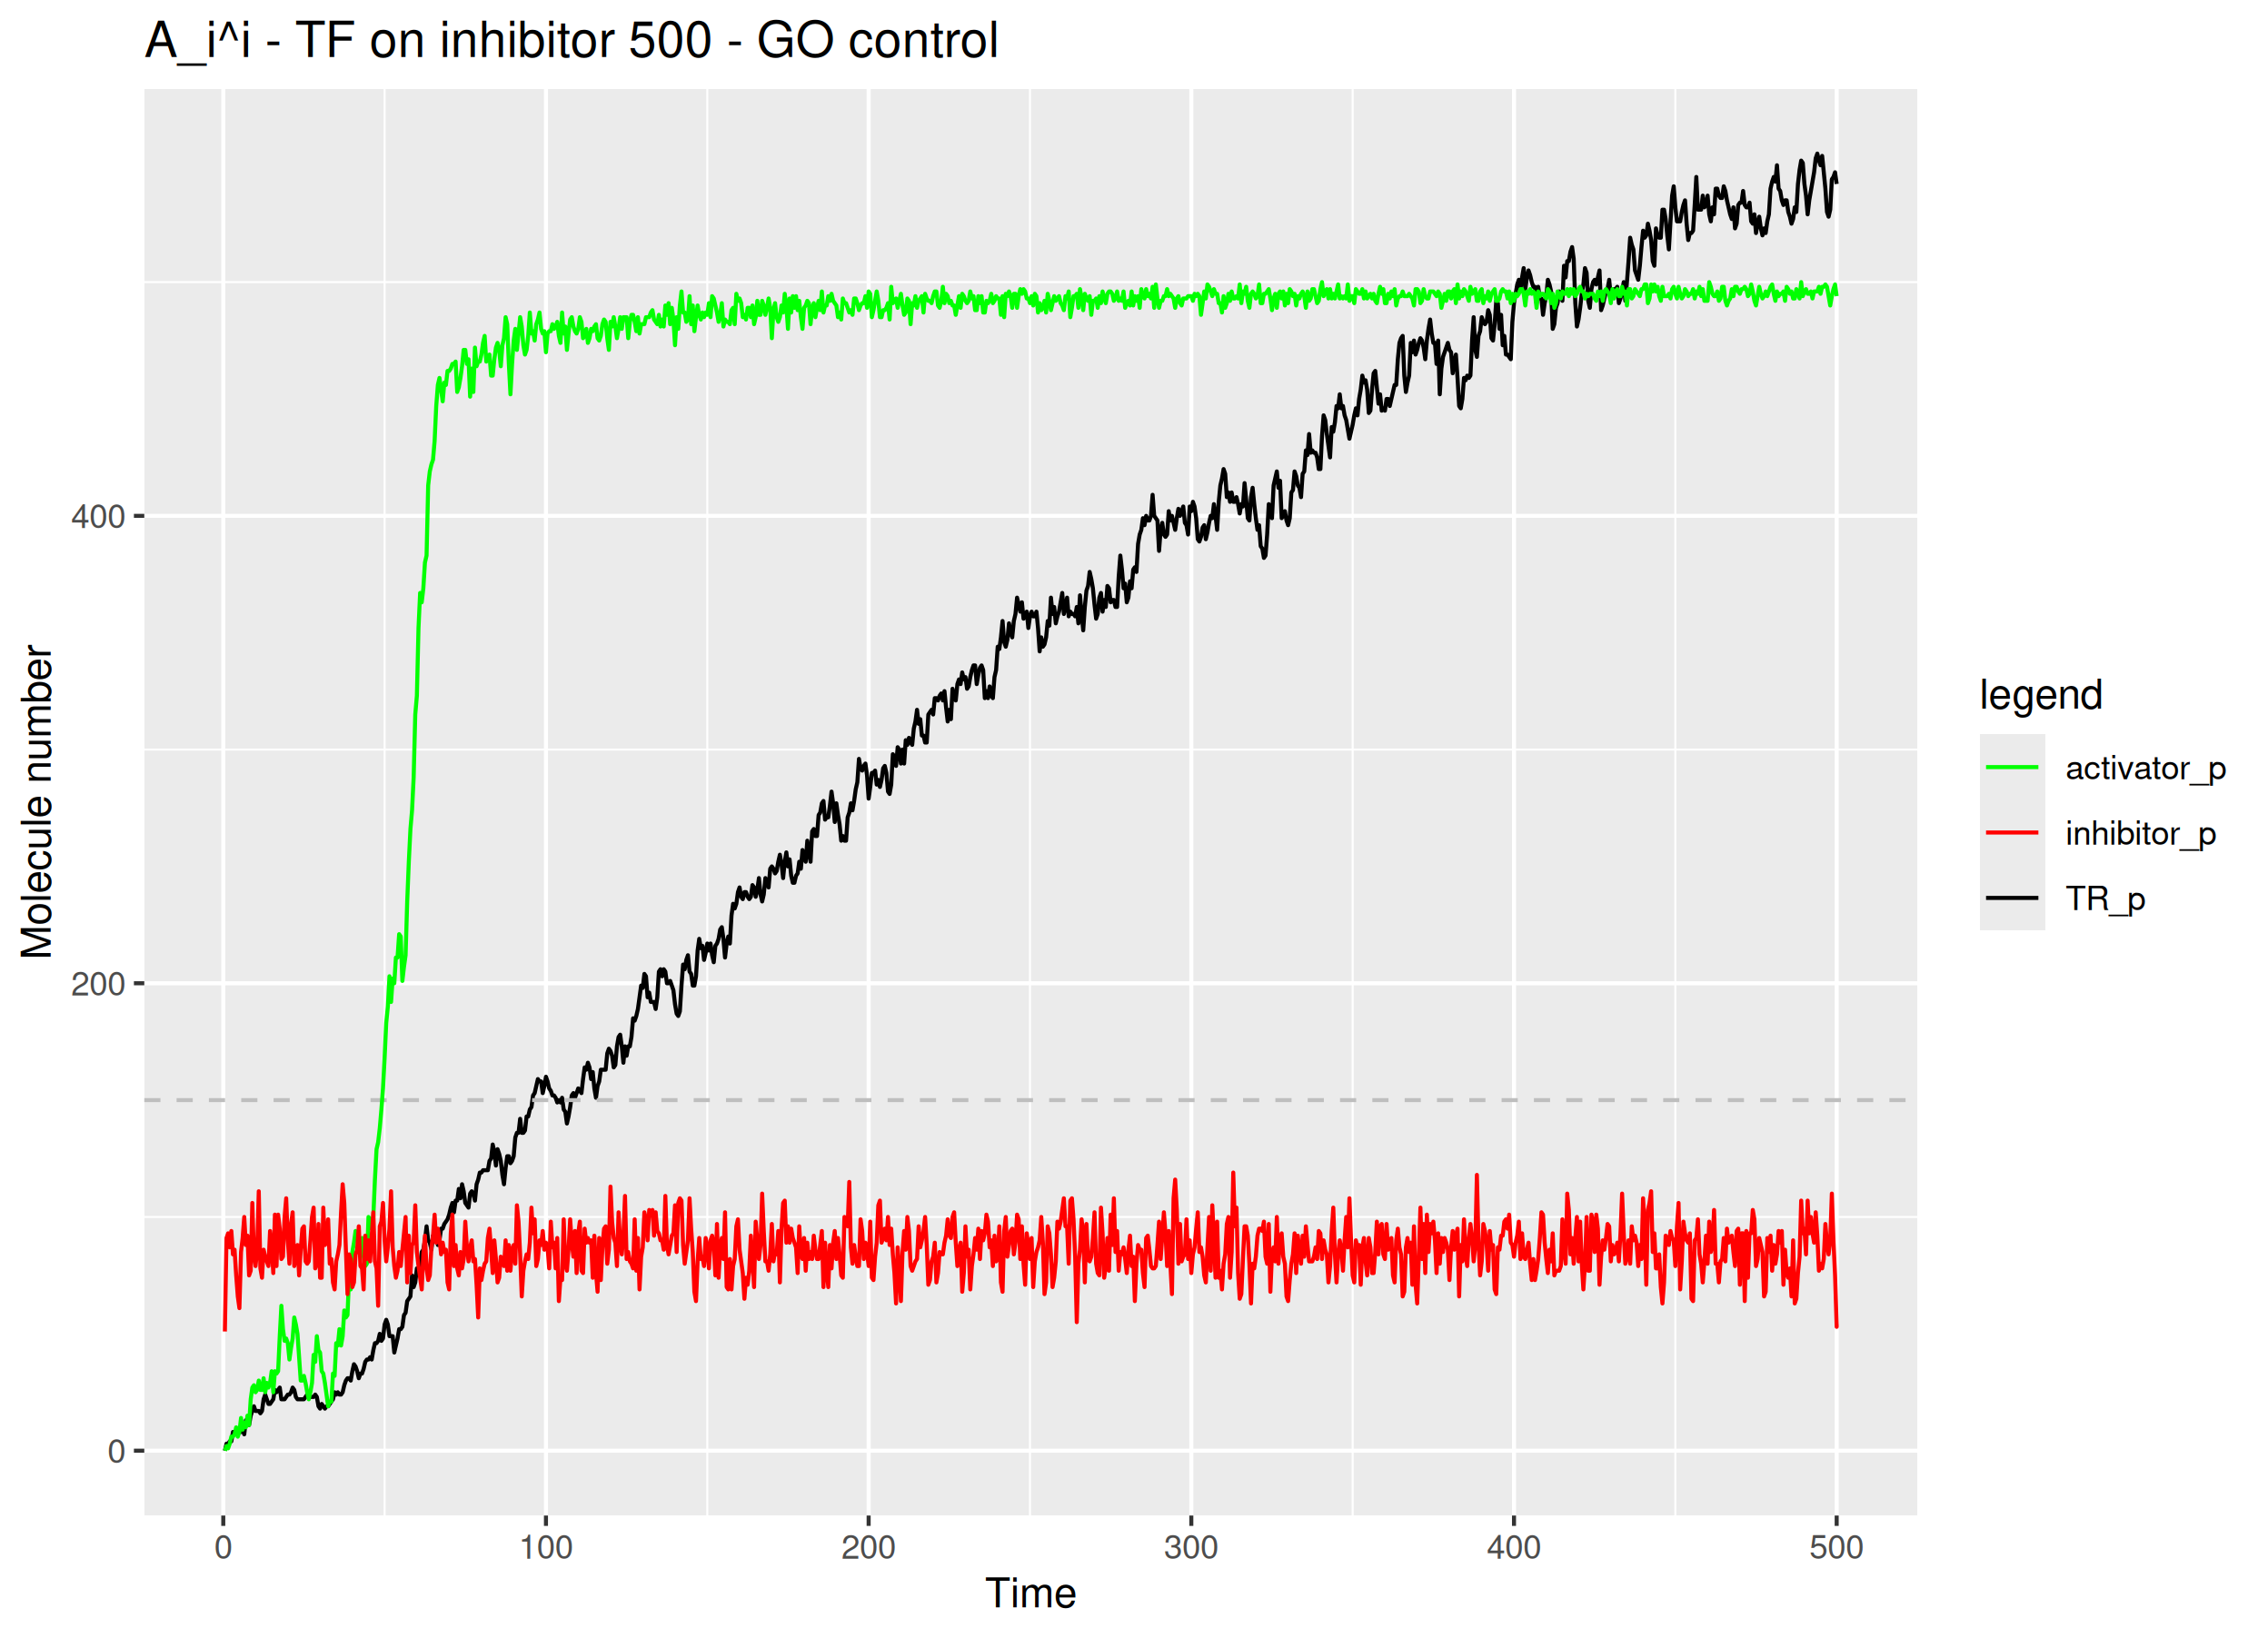 A_i^i - TF on inhibitor 500 - GO control
Molecule number
400
200
0
0 100 200 300 400 500
Time
legend
activator_p
inhibitor_p
TR_p